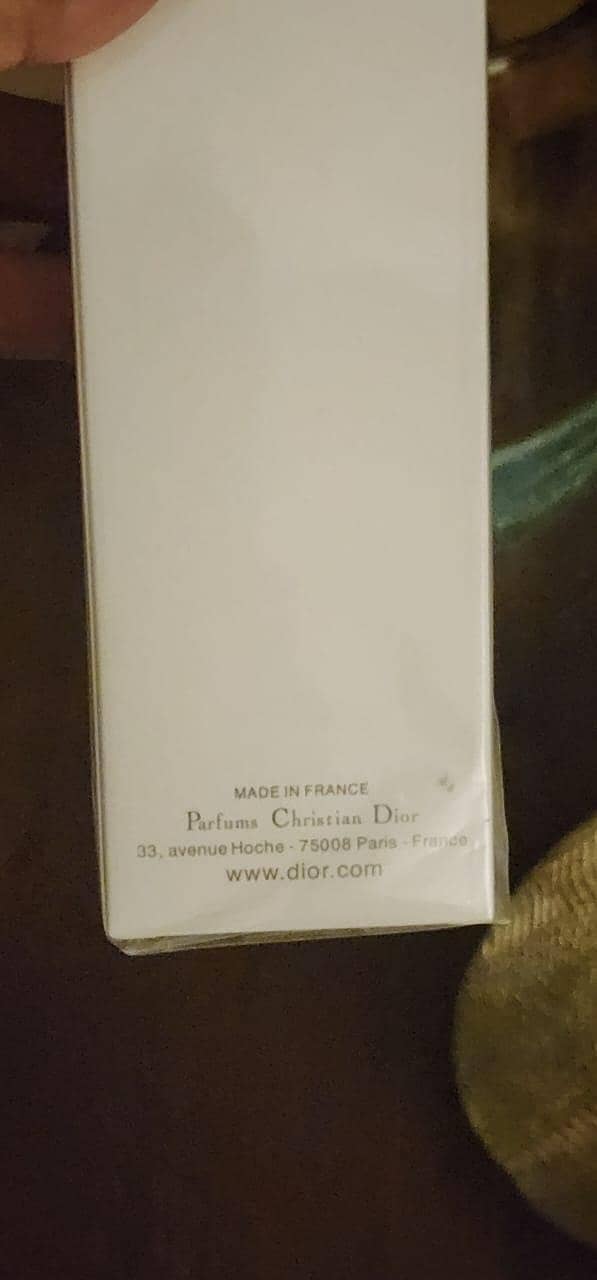 MADE IN FRANCE
Parfums Christian Dior
33, avenue Hoche - 75008 Paris - France
www.dior.com